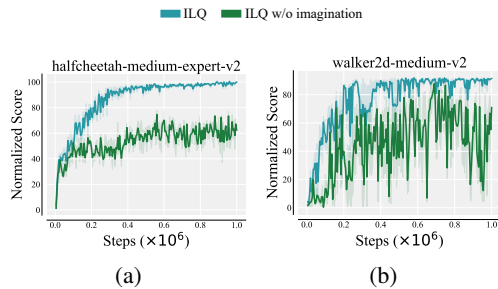 ILQ ILQ w/o imagination
halfcheetah-medium-expert-v2
Normalized Score
100
80
60
40
20
0
0.0 0.2 0.4 0.6 0.8 1.0
Steps (×10⁶)
(a)
walker2d-medium-v2
Normalized Score
80
60
40
20
0
0.0 0.2 0.4 0.6 0.8 1.0
Steps (×10⁶)
(b)